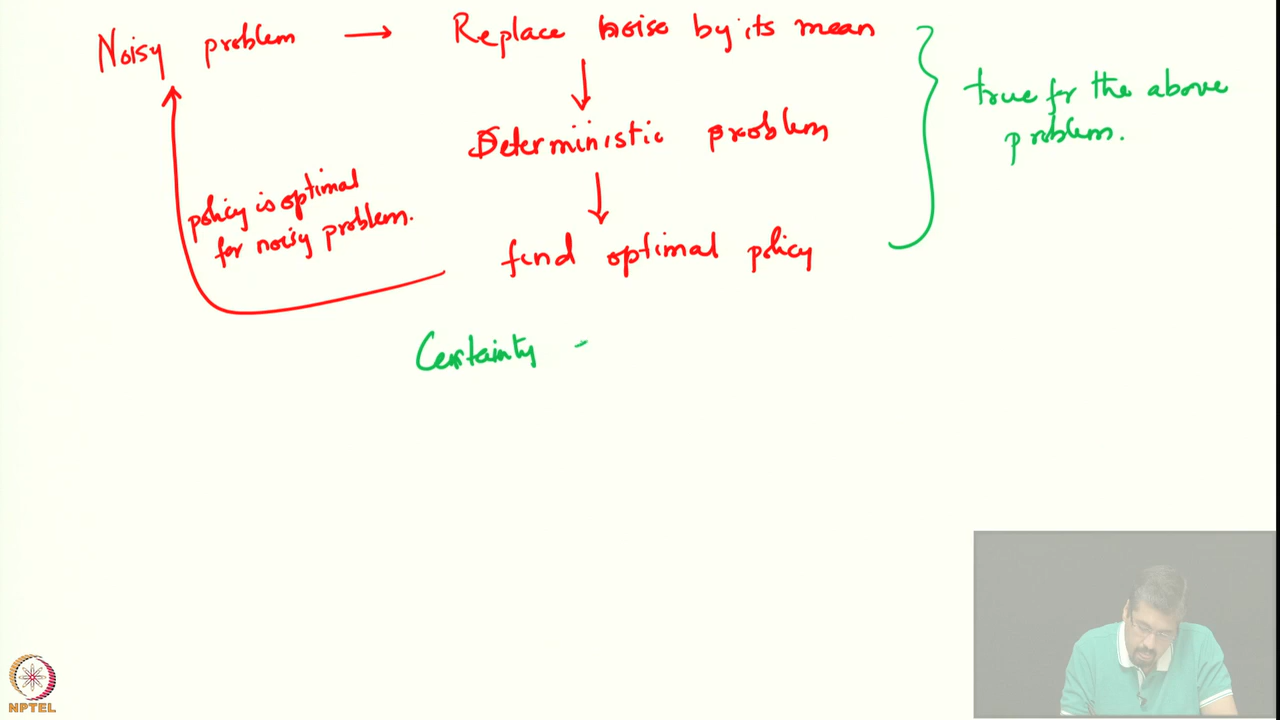 Noisy problem → Replace noise by its mean
↓
Deterministic problem
↓
find optimal policy
policy is optimal
for noisy problem.
true for the above
problem.
Certainty -
NPTEL